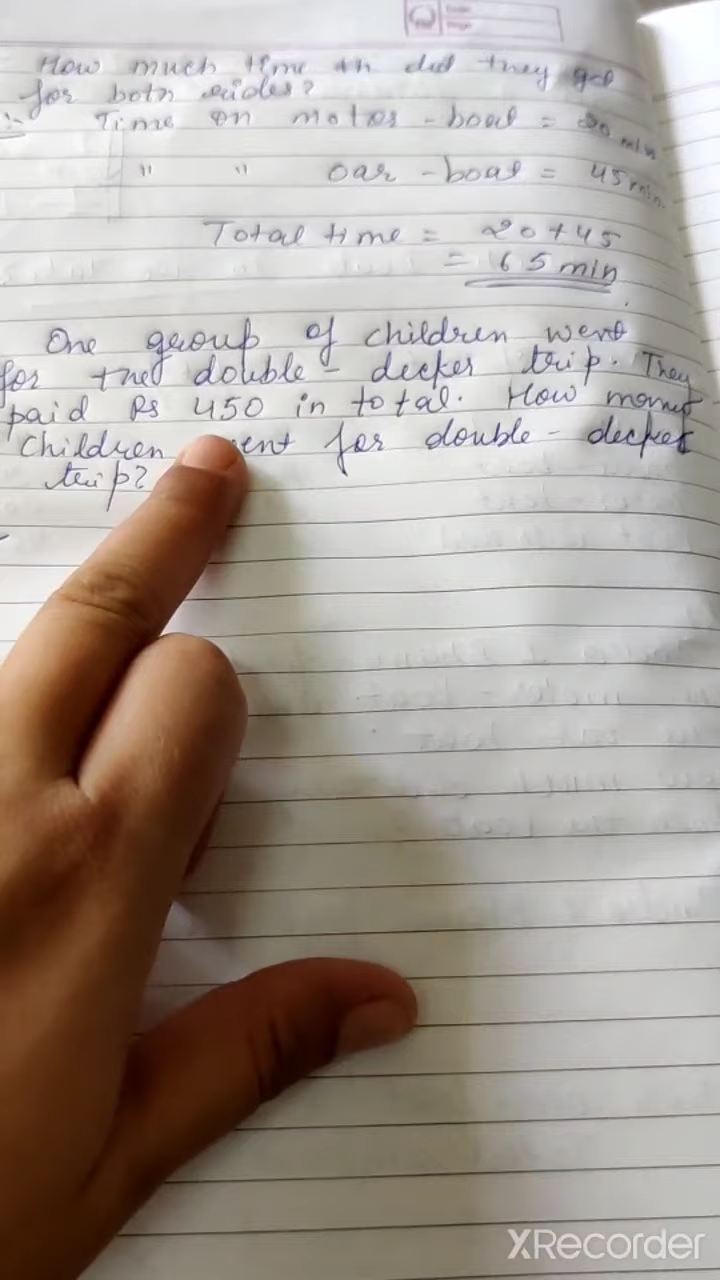 How much time th did they get
for both rides?
Time on motor-boat = 20 min
" " oar-boat = 45 min.
Total time = 20 + 45
= 65 min
One group of children went
for the double-decker trip. They
paid Rs 450 in total. How many
children went for double-decker
trip?
XRecorder